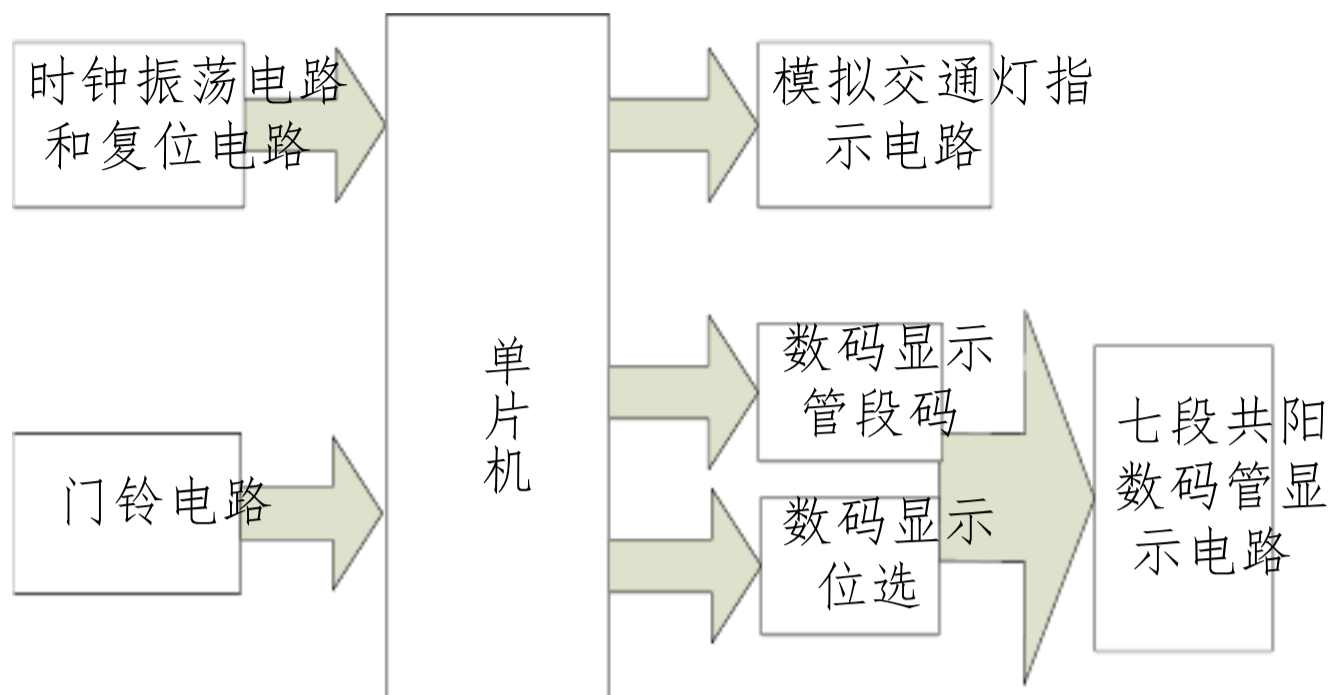 时钟振荡电路
和复位电路
模拟交通灯指
示电路
单
片
机
数码显示
管段码
门铃电路
数码显示
位选
七段共阳
数码管显
示电路